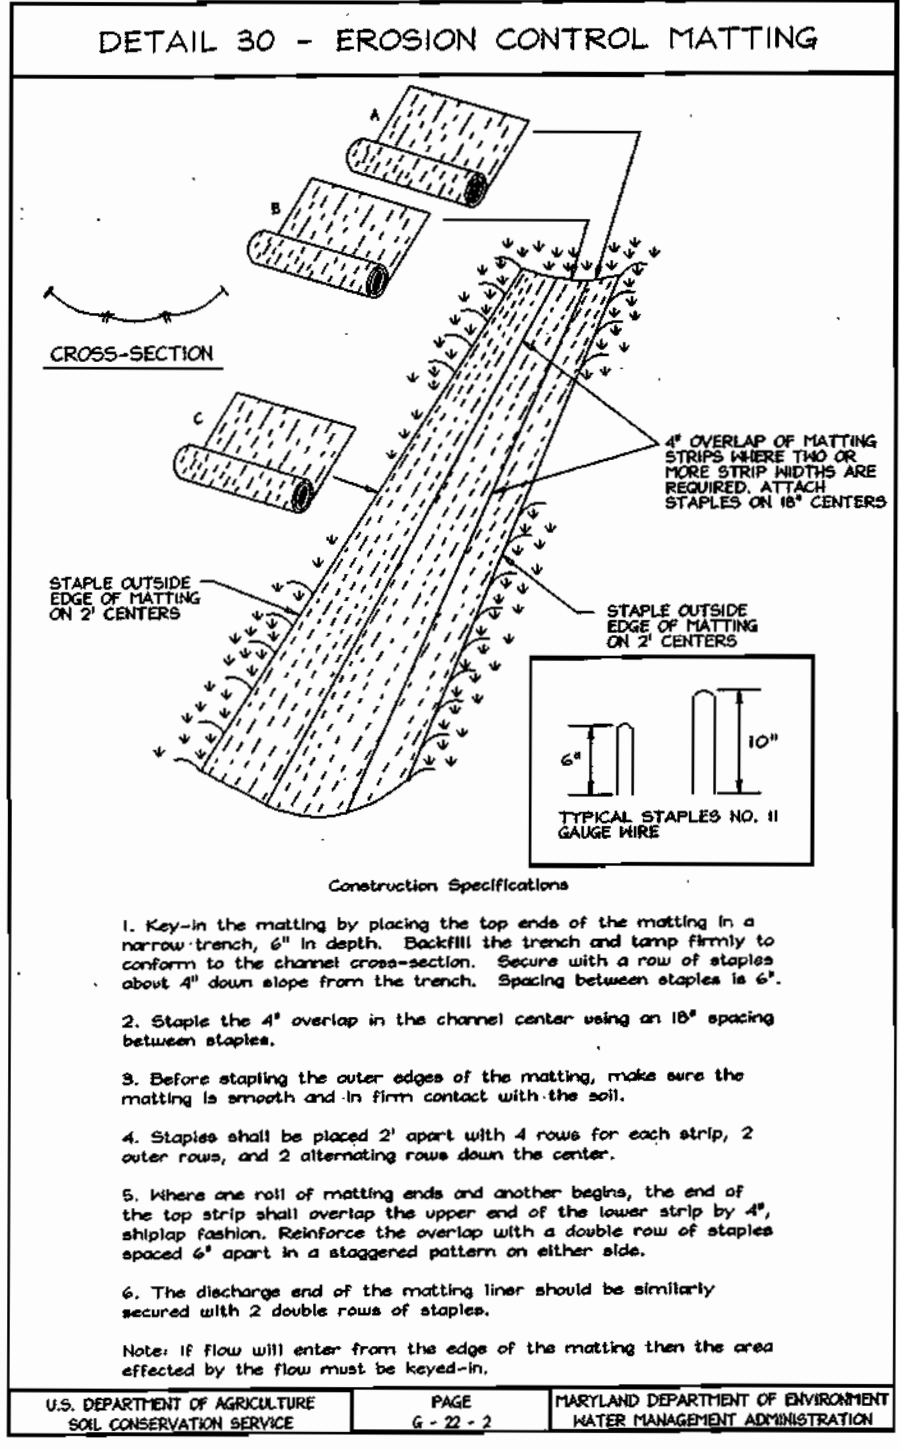 DETAIL 30 - EROSION CONTROL MATTING
A
B
CROSS-SECTION
C
4" OVERLAP OF MATTING
STRIPS WHERE TWO OR
MORE STRIP WIDTHS ARE
REQUIRED. ATTACH
STAPLES ON 18" CENTERS
STAPLE OUTSIDE
EDGE OF MATTING
ON 2' CENTERS
STAPLE OUTSIDE
EDGE OF MATTING
ON 2' CENTERS
6"
10"
TYPICAL STAPLES NO. 11
GAUGE WIRE
Construction Specifications
1. Key-in the matting by placing the top ends of the matting in a
narrow trench, 6" in depth. Backfill the trench and tamp firmly to
conform to the channel cross-section. Secure with a row of staples
about 4" down slope from the trench. Spacing between staples is 6".
2. Staple the 4" overlap in the channel center using an 18" spacing
between staples.
3. Before stapling the outer edges of the matting, make sure the
matting is smooth and in firm contact with the soil.
4. Staples shall be placed 2' apart with 4 rows for each strip, 2
outer rows, and 2 alternating rows down the center.
5. Where one roll of matting ends and another begins, the end of
the top strip shall overlap the upper end of the lower strip by 4",
shiplap fashion. Reinforce the overlap with a double row of staples
spaced 6" apart in a staggered pattern on either side.
6. The discharge end of the matting liner should be similarly
secured with 2 double rows of staples.
Note: If flow will enter from the edge of the matting then the area
effected by the flow must be keyed-in.
U.S. DEPARTMENT OF AGRICULTURE
SOIL CONSERVATION SERVICE
PAGE
G - 22 - 2
MARYLAND DEPARTMENT OF ENVIRONMENT
WATER MANAGEMENT ADMINISTRATION